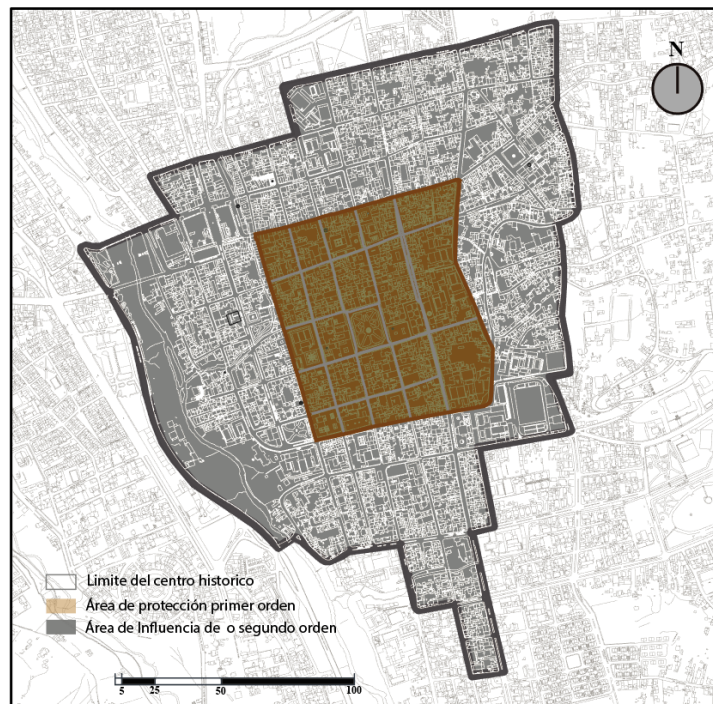 N
Limite del centro historico
Área de protección primer orden
Área de Influencia de o segundo orden
5 25 50 100